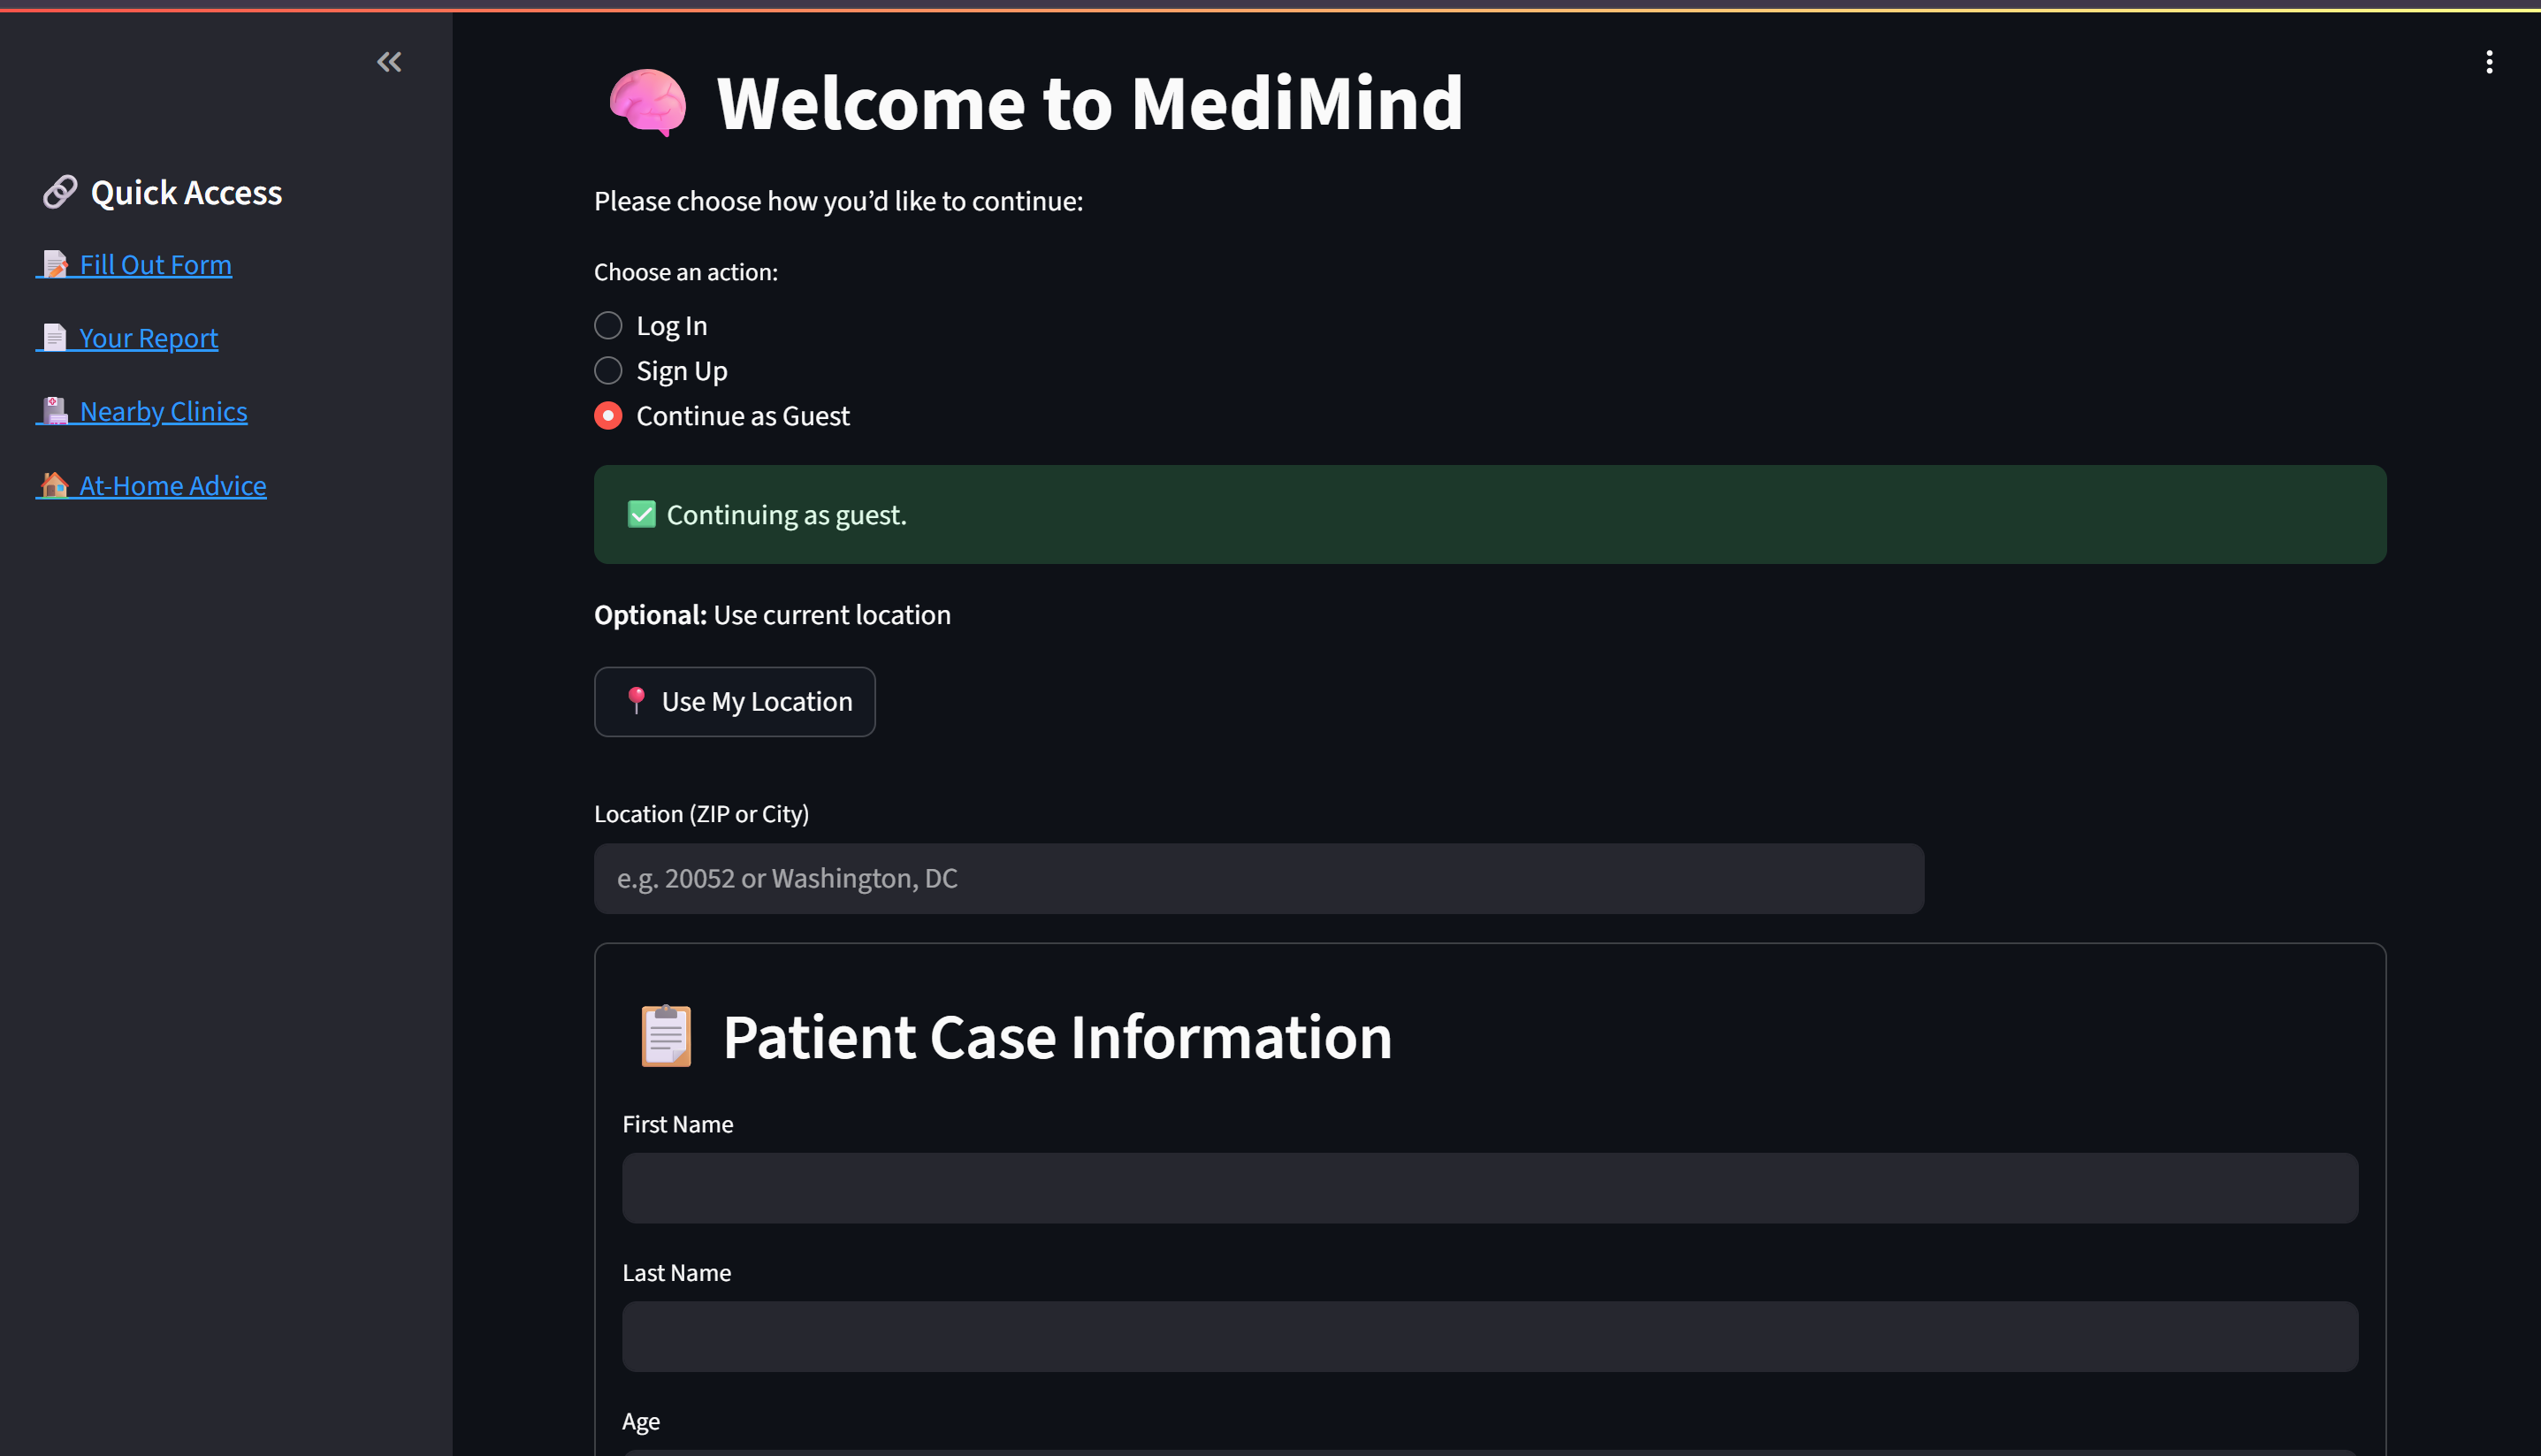 Quick Access
Fill Out Form
Your Report
Nearby Clinics
At-Home Advice
Welcome to MediMind
Please choose how you’d like to continue:
Choose an action:
Log In
Sign Up
Continue as Guest
Continuing as guest.
Optional: Use current location
Use My Location
Location (ZIP or City)
e.g. 20052 or Washington, DC
Patient Case Information
First Name
Last Name
Age